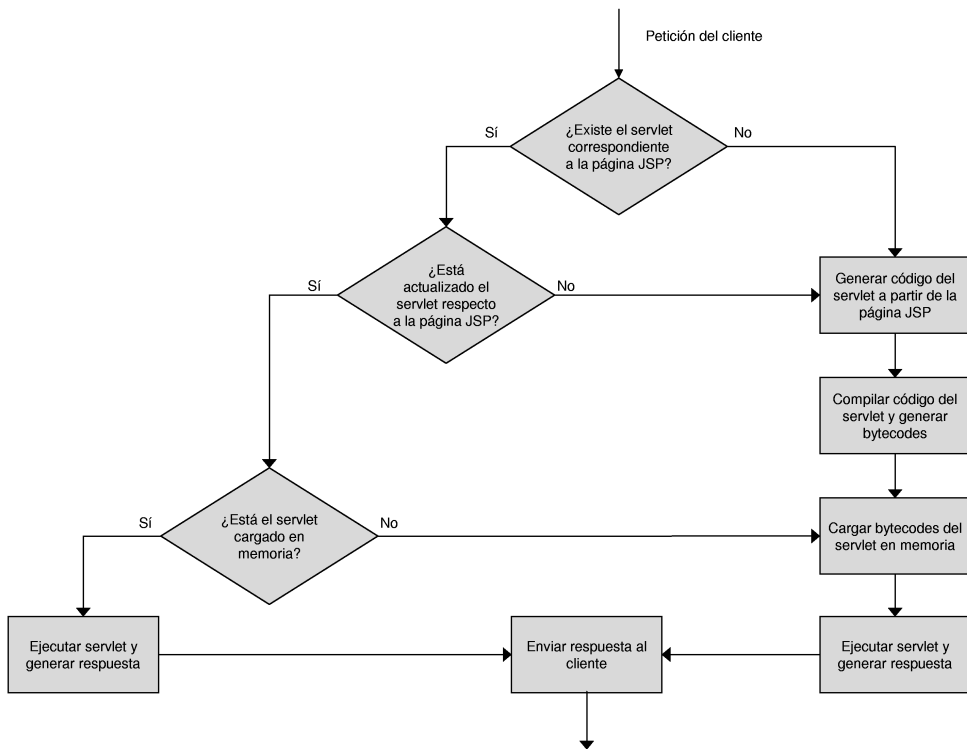 Petición del cliente
¿Existe el servlet
correspondiente
a la página JSP?
Sí
No
¿Está
actualizado el
servlet respecto
a la página JSP?
Sí
No
Generar código del
servlet a partir de la
página JSP
Compilar código del
servlet y generar
bytecodes
¿Está el servlet
cargado en
memoria?
Sí
No
Cargar bytecodes del
servlet en memoria
Ejecutar servlet y
generar respuesta
Enviar respuesta al
cliente
Ejecutar servlet y
generar respuesta